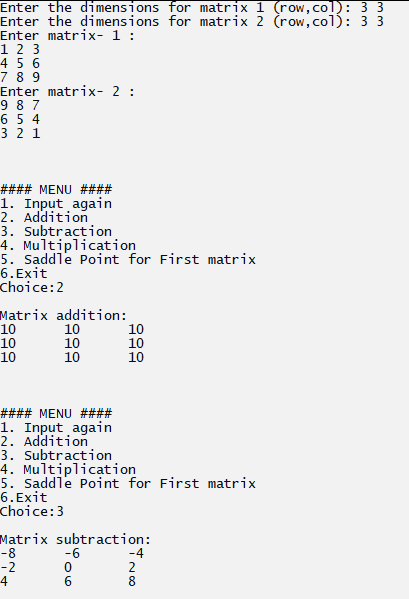 Enter the dimensions for matrix 1 (row,col): 3 3
Enter the dimensions for matrix 2 (row,col): 3 3
Enter matrix- 1 :
1 2 3
4 5 6
7 8 9
Enter matrix- 2 :
9 8 7
6 5 4
3 2 1
#### MENU ####
1. Input again
2. Addition
3. Subtraction
4. Multiplication
5. Saddle Point for First matrix
6.Exit
Choice:2
Matrix addition:
10 10 10
10 10 10
10 10 10
#### MENU ####
1. Input again
2. Addition
3. Subtraction
4. Multiplication
5. Saddle Point for First matrix
6.Exit
Choice:3
Matrix subtraction:
-8 -6 -4
-2 0 2
4 6 8